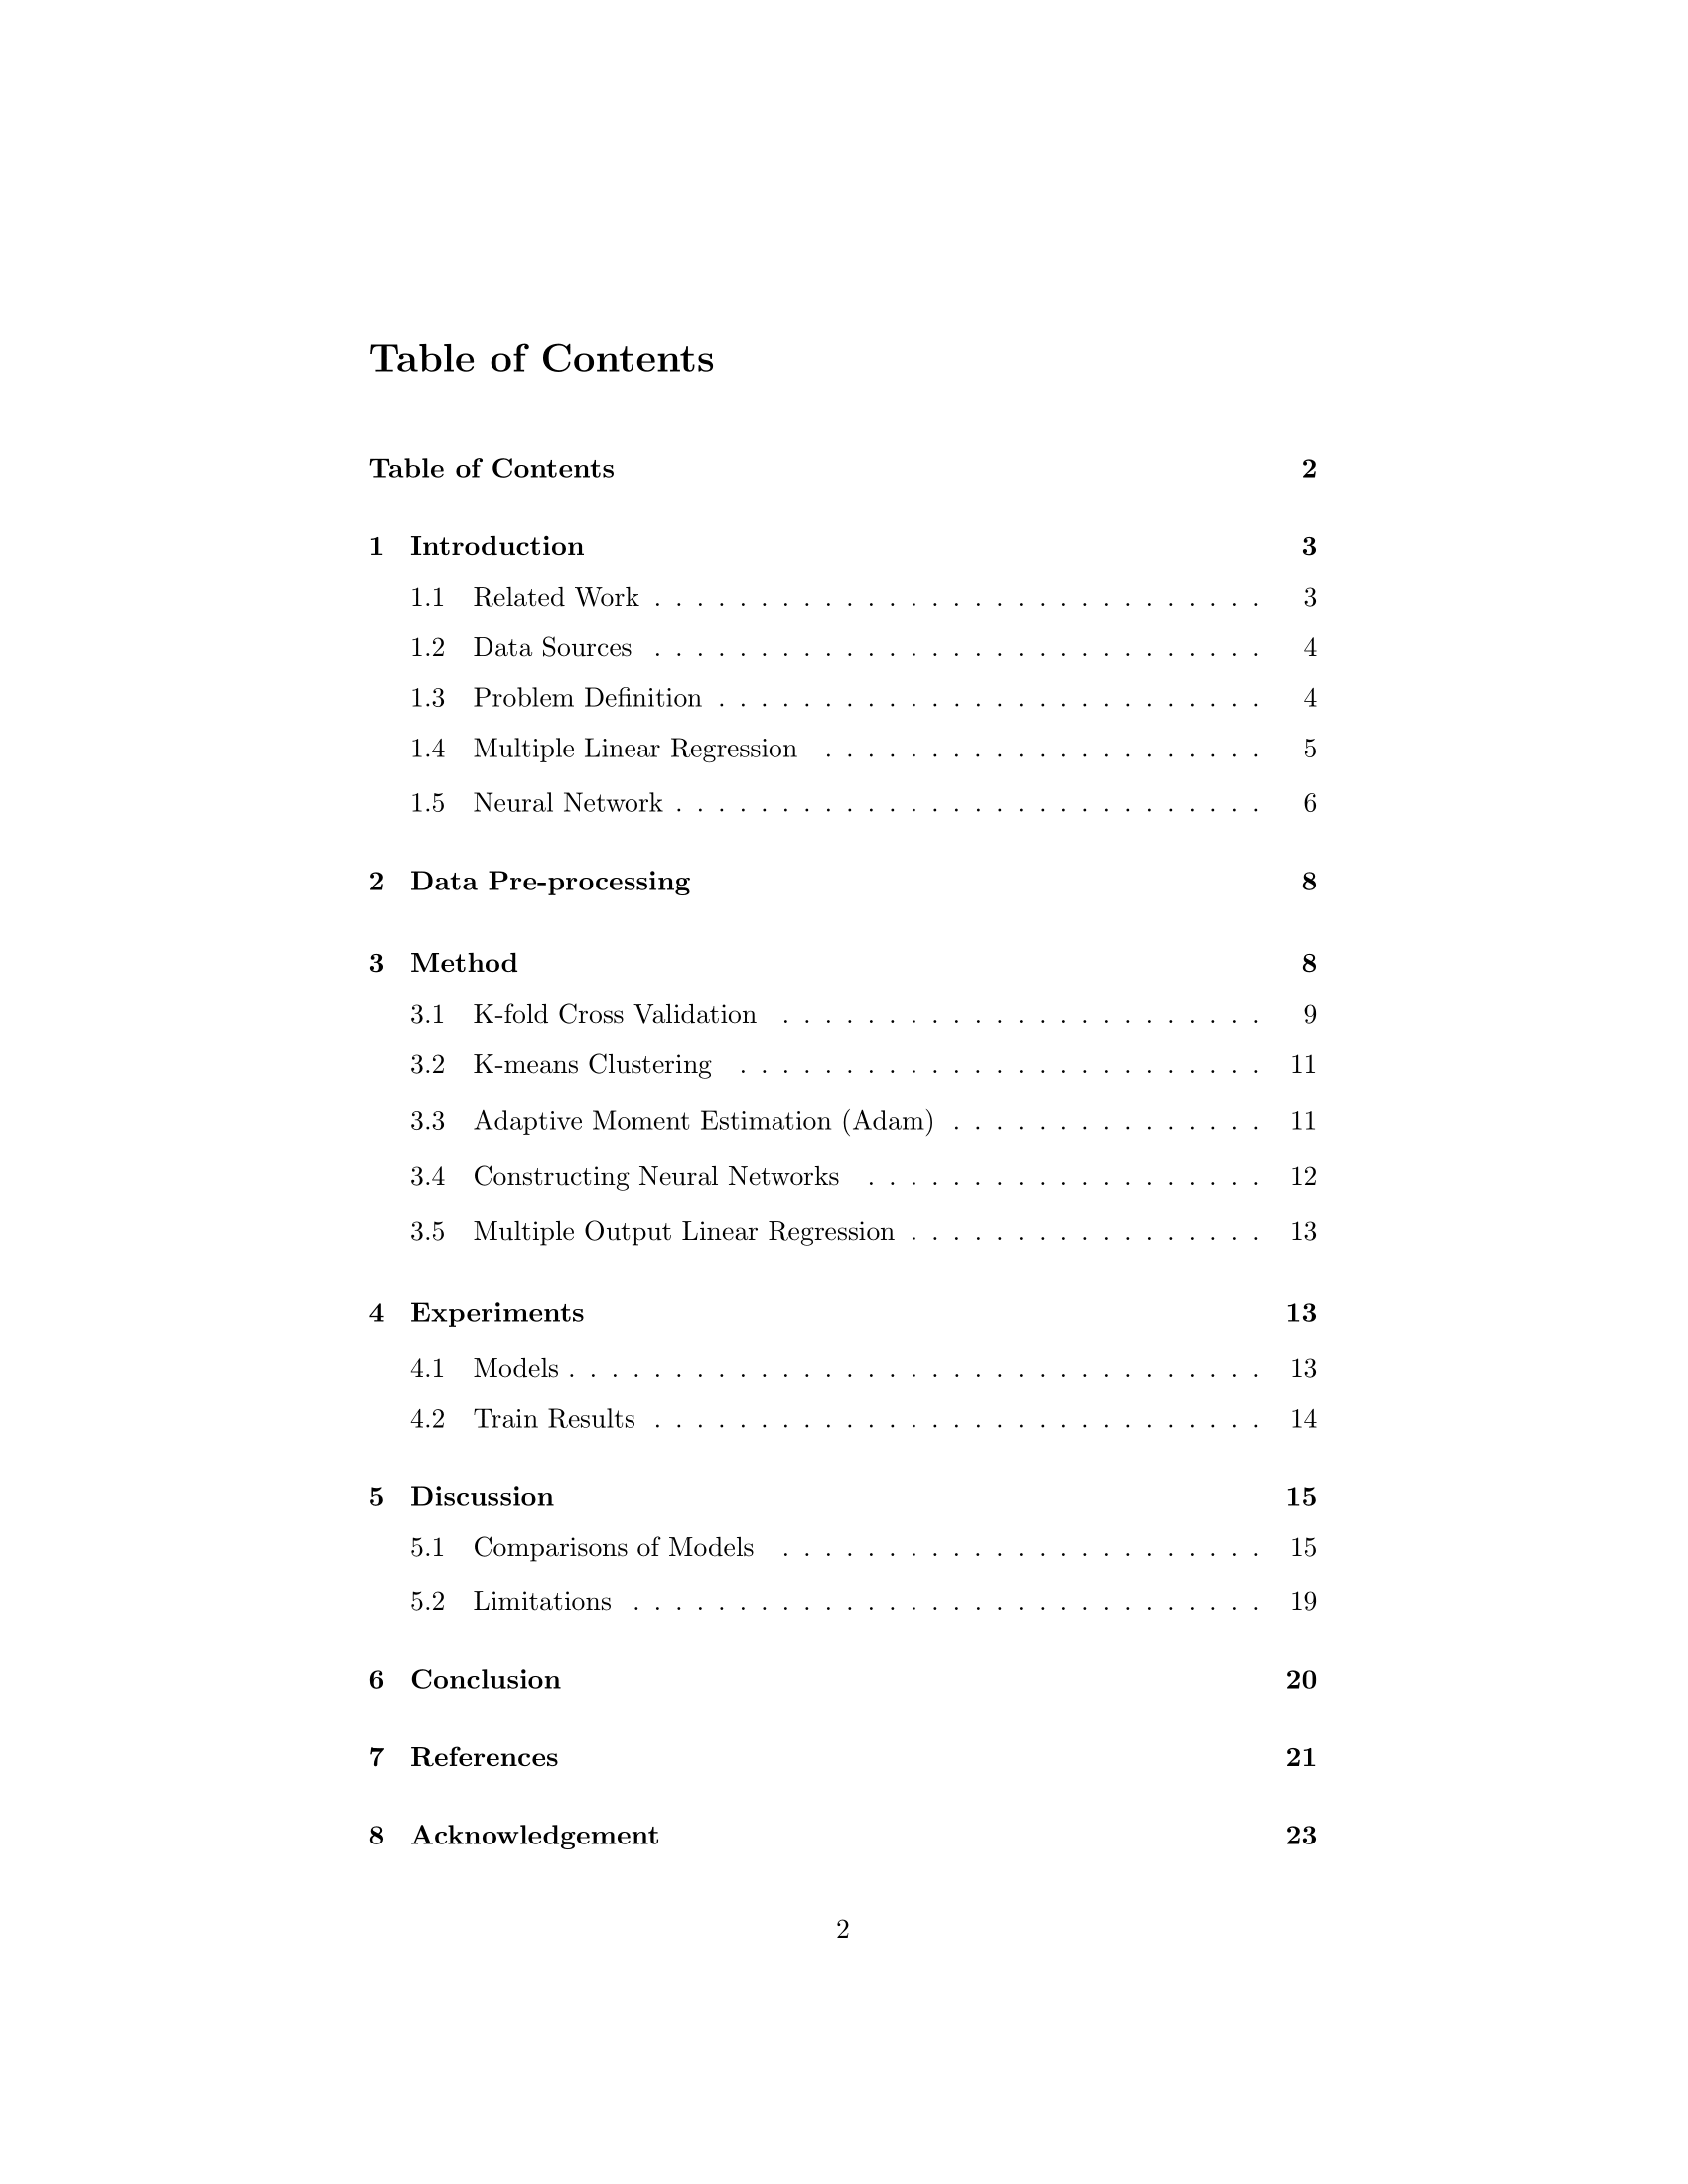 Table of Contents
Table of Contents 2
1 Introduction 3
1.1 Related Work . . . . . . . . . . . . . . . . . . . . . . . . . . . . . 3
1.2 Data Sources . . . . . . . . . . . . . . . . . . . . . . . . . . . . . 4
1.3 Problem Definition . . . . . . . . . . . . . . . . . . . . . . . . . . 4
1.4 Multiple Linear Regression . . . . . . . . . . . . . . . . . . . . . 5
1.5 Neural Network . . . . . . . . . . . . . . . . . . . . . . . . . . . . 6
2 Data Pre-processing 8
3 Method 8
3.1 K-fold Cross Validation . . . . . . . . . . . . . . . . . . . . . . . 9
3.2 K-means Clustering . . . . . . . . . . . . . . . . . . . . . . . . . 11
3.3 Adaptive Moment Estimation (Adam) . . . . . . . . . . . . . . . 11
3.4 Constructing Neural Networks . . . . . . . . . . . . . . . . . . . 12
3.5 Multiple Output Linear Regression . . . . . . . . . . . . . . . . . 13
4 Experiments 13
4.1 Models . . . . . . . . . . . . . . . . . . . . . . . . . . . . . . . . . 13
4.2 Train Results . . . . . . . . . . . . . . . . . . . . . . . . . . . . . 14
5 Discussion 15
5.1 Comparisons of Models . . . . . . . . . . . . . . . . . . . . . . . 15
5.2 Limitations . . . . . . . . . . . . . . . . . . . . . . . . . . . . . . 19
6 Conclusion 20
7 References 21
8 Acknowledgement 23
2